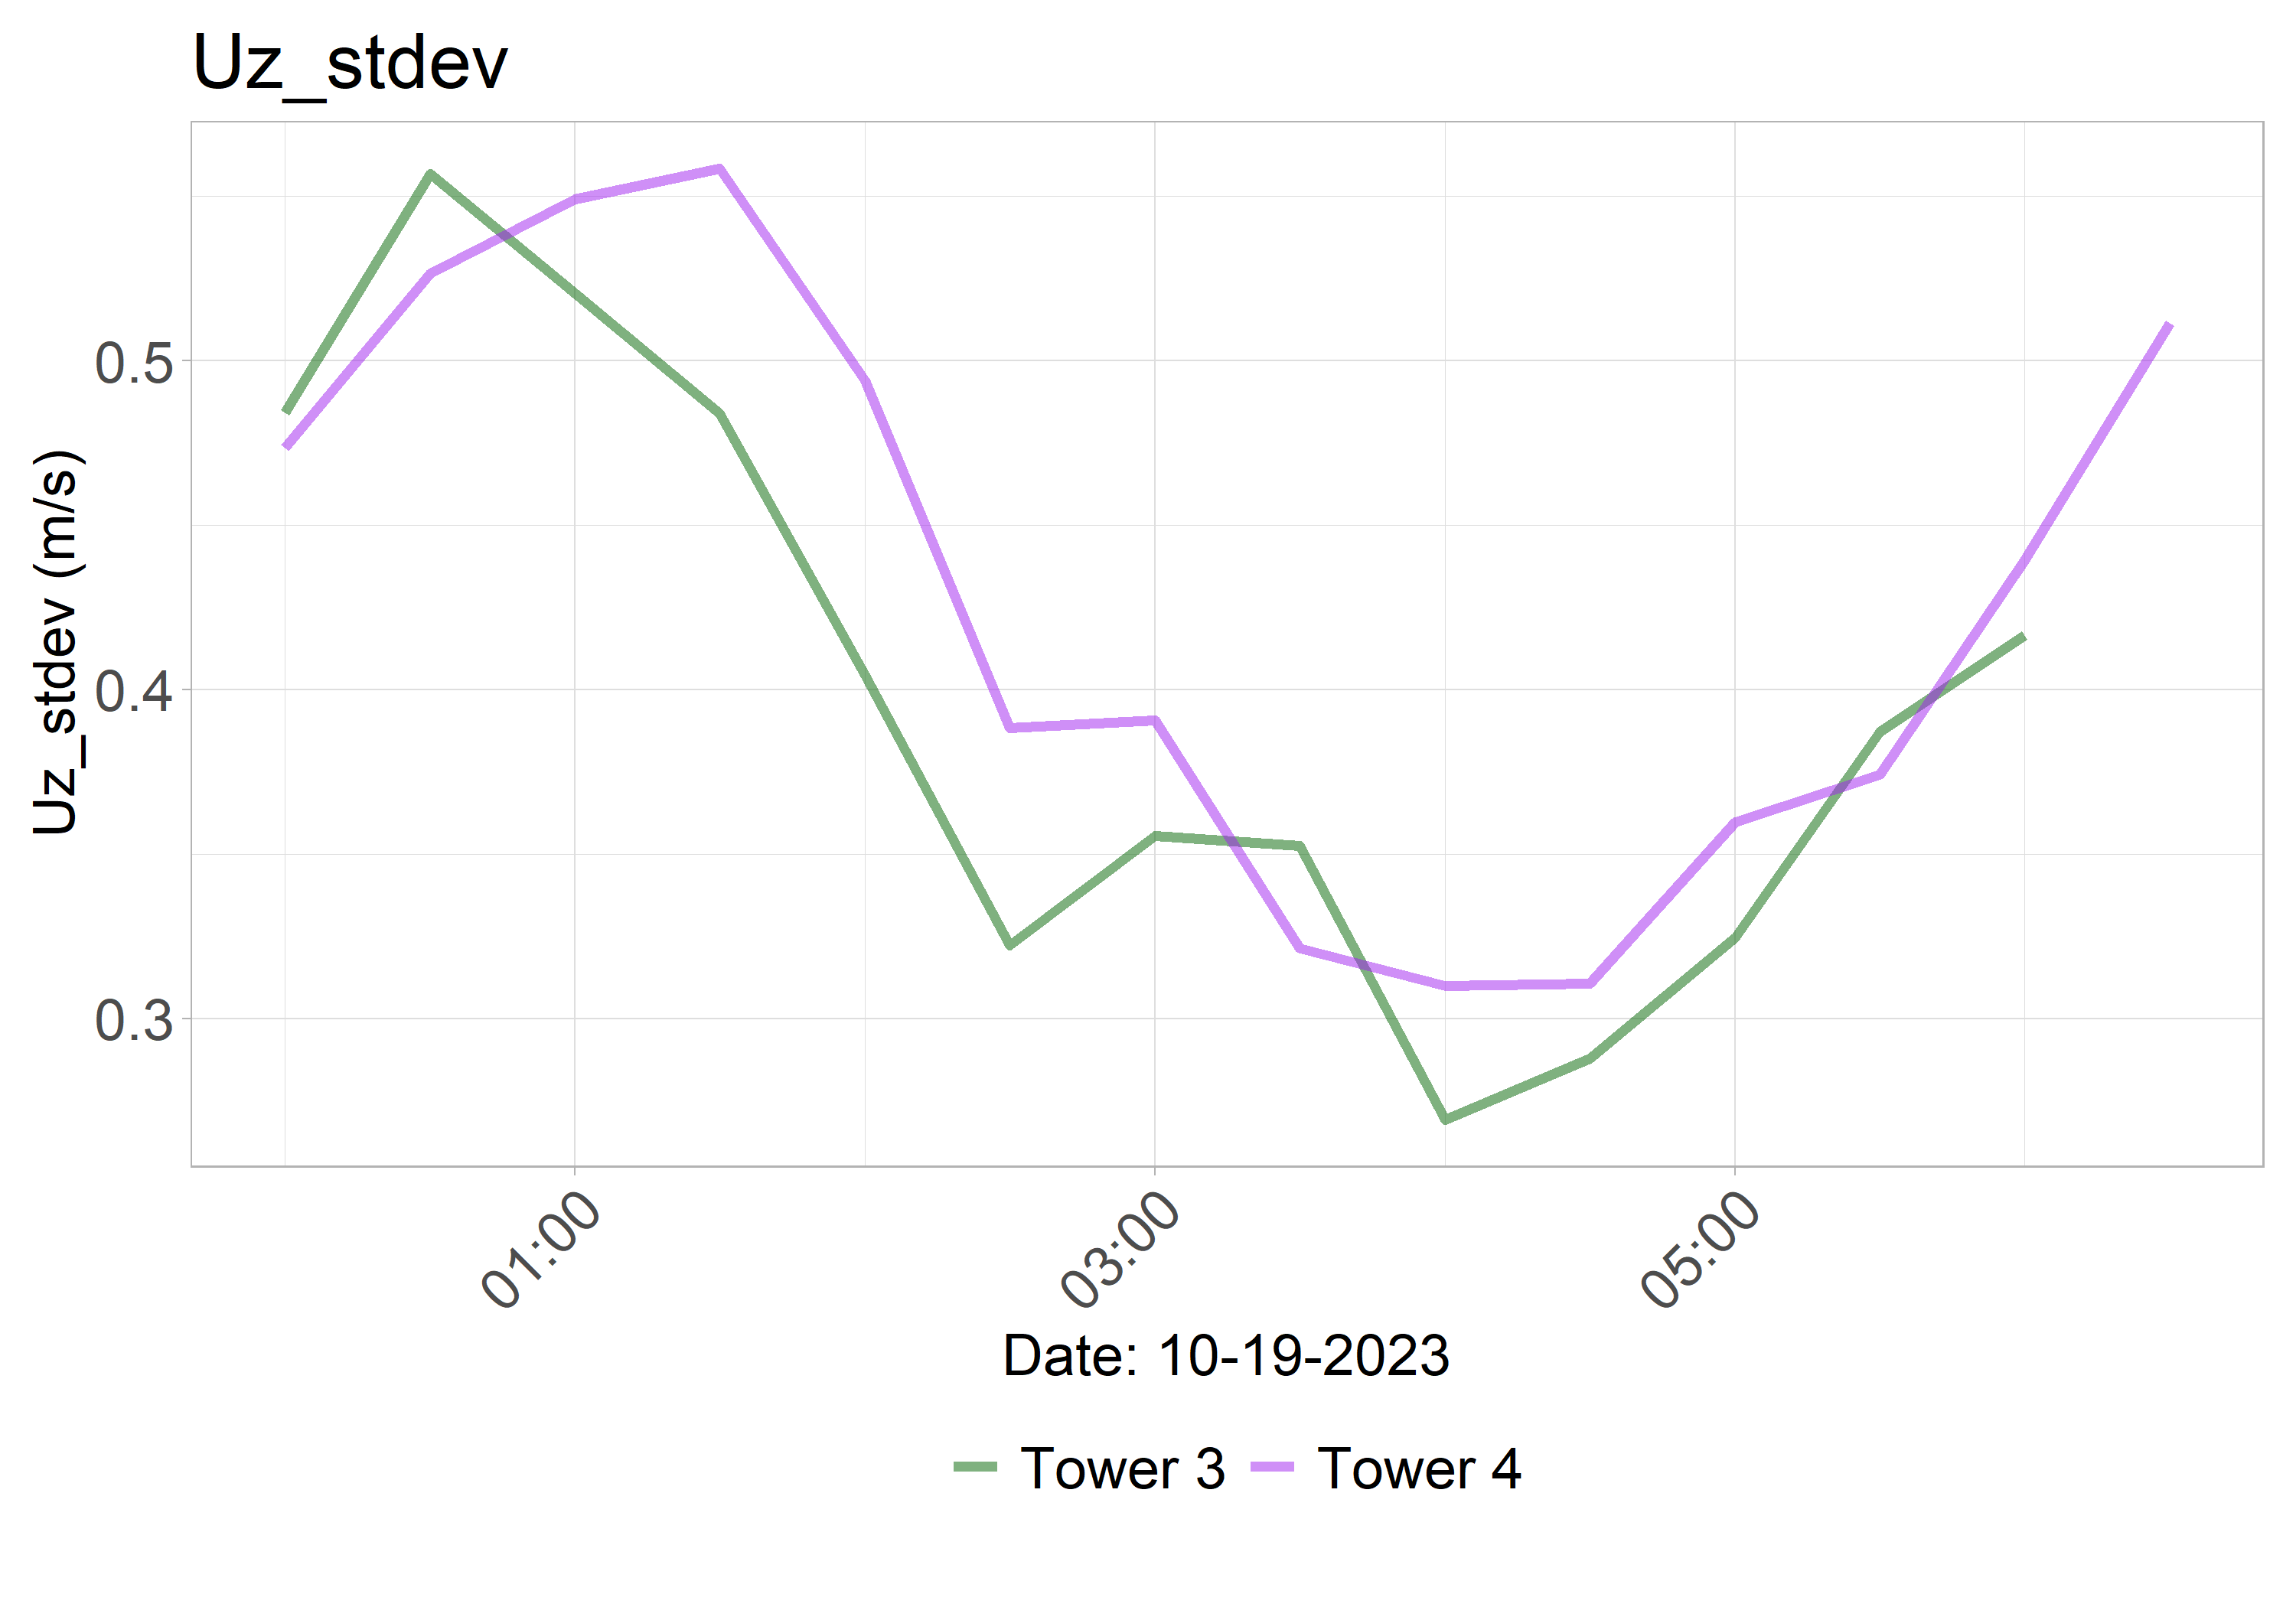 Uz_stdev
Uz_stdev (m/s)
0.5
0.4
0.3
01:00
03:00
05:00
Date: 10-19-2023
Tower 3
Tower 4